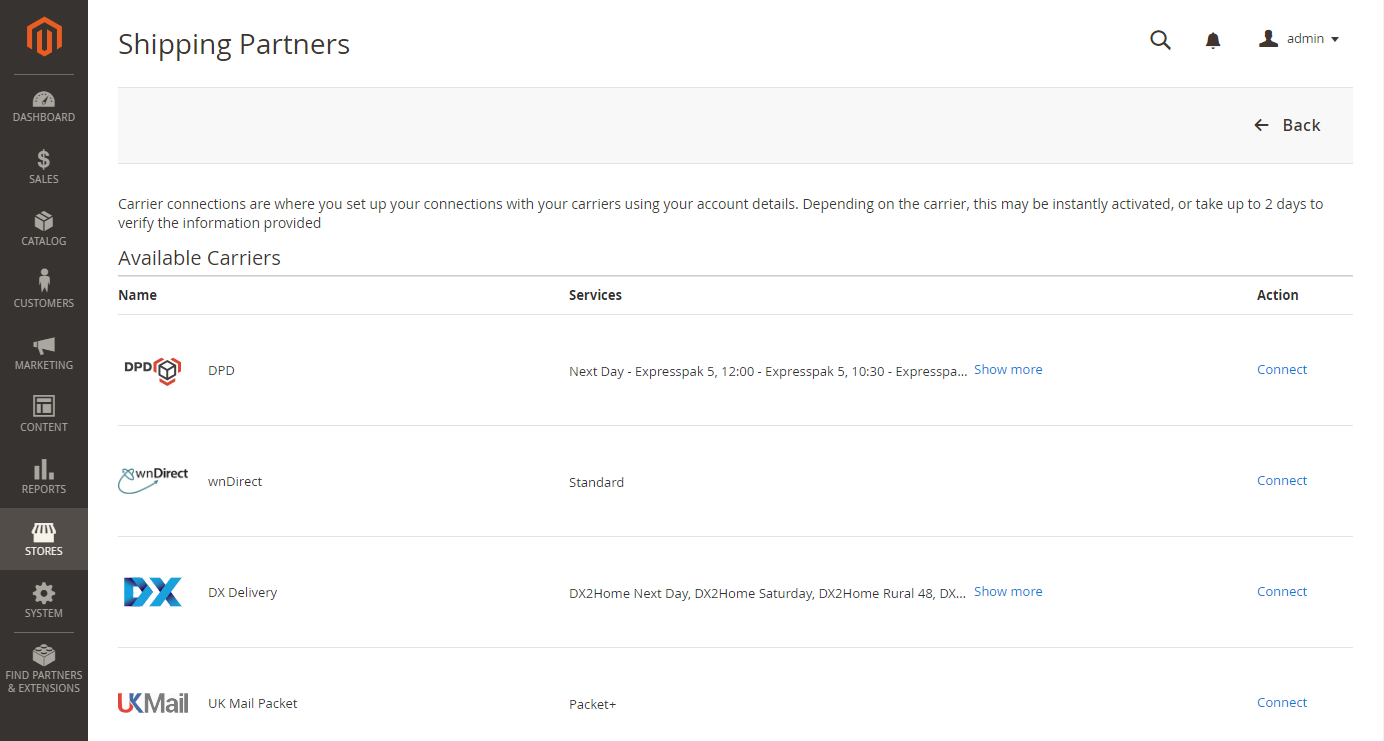 Shipping Partners
admin
DASHBOARD
SALES
CATALOG
CUSTOMERS
MARKETING
CONTENT
REPORTS
STORES
SYSTEM
FIND PARTNERS
& EXTENSIONS
Back
Carrier connections are where you set up your connections with your carriers using your account details. Depending on the carrier, this may be instantly activated, or take up to 2 days to
verify the information provided
Available Carriers
Name Services Action
DPD DPD Next Day - Expresspak 5, 12:00 - Expresspak 5, 10:30 - Expresspa... Show more Connect
wnDirect wnDirect Standard Connect
DX DX Delivery DX2Home Next Day, DX2Home Saturday, DX2Home Rural 48, DX... Show more Connect
UKMail UK Mail Packet Packet+ Connect